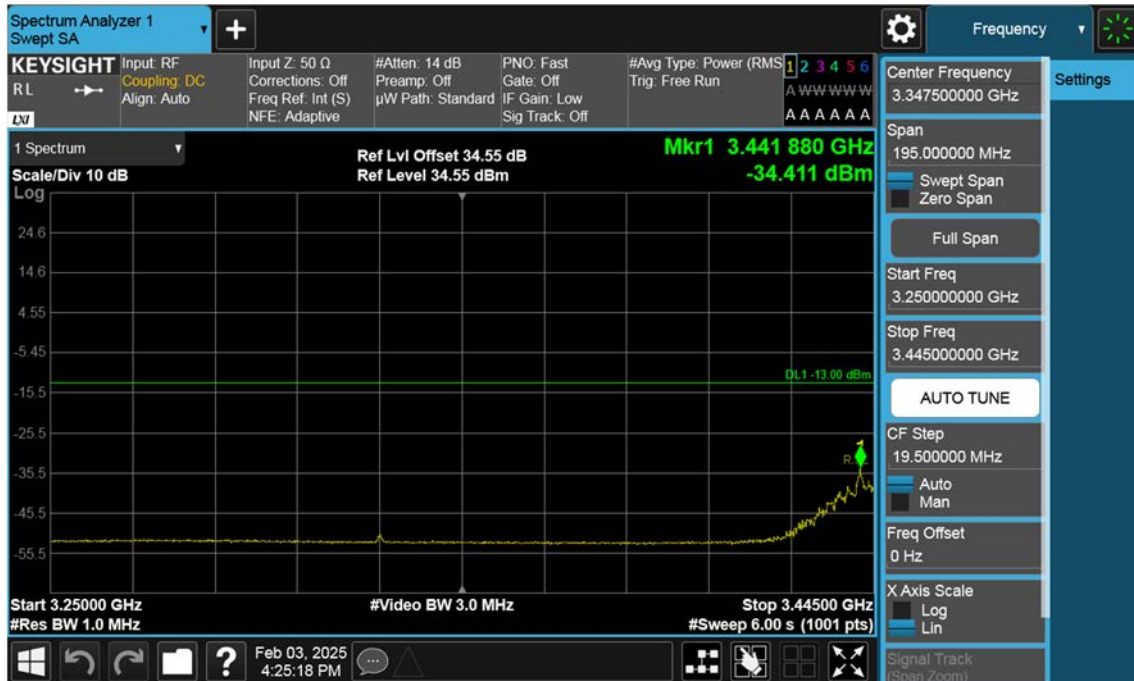 Spectrum Analyzer 1
Swept SA
Frequency
KEYSIGHT
RL
LXI
Input: RF
Coupling: DC
Align: Auto
Input Z: 50 Ω
Corrections: Off
Freq Ref: Int (S)
NFE: Adaptive
#Atten: 14 dB
Preamp: Off
µW Path: Standard
PNO: Fast
Gate: Off
IF Gain: Low
Sig Track: Off
#Avg Type: Power (RMS
Trig: Free Run
1 2 3 4 5 6
A W W W W W
A A A A A A
1 Spectrum
Scale/Div 10 dB
Log
Ref Lvl Offset 34.55 dB
Ref Level 34.55 dBm
Mkr1 3.441 880 GHz
-34.411 dBm
24.6
14.6
4.55
-5.45
DL1 -13.00 dBm
-15.5
-25.5
-35.5
-45.5
-55.5
Start 3.25000 GHz
#Video BW 3.0 MHz
Stop 3.44500 GHz
#Res BW 1.0 MHz
#Sweep 6.00 s (1001 pts)
?
Feb 03, 2025
4:25:18 PM
Center Frequency
3.347500000 GHz
Settings
Span
195.000000 MHz
Swept Span
Zero Span
Full Span
Start Freq
3.250000000 GHz
Stop Freq
3.445000000 GHz
AUTO TUNE
CF Step
19.500000 MHz
Auto
Man
Freq Offset
0 Hz
X Axis Scale
Log
Lin
Signal Track
(Span Zoom)